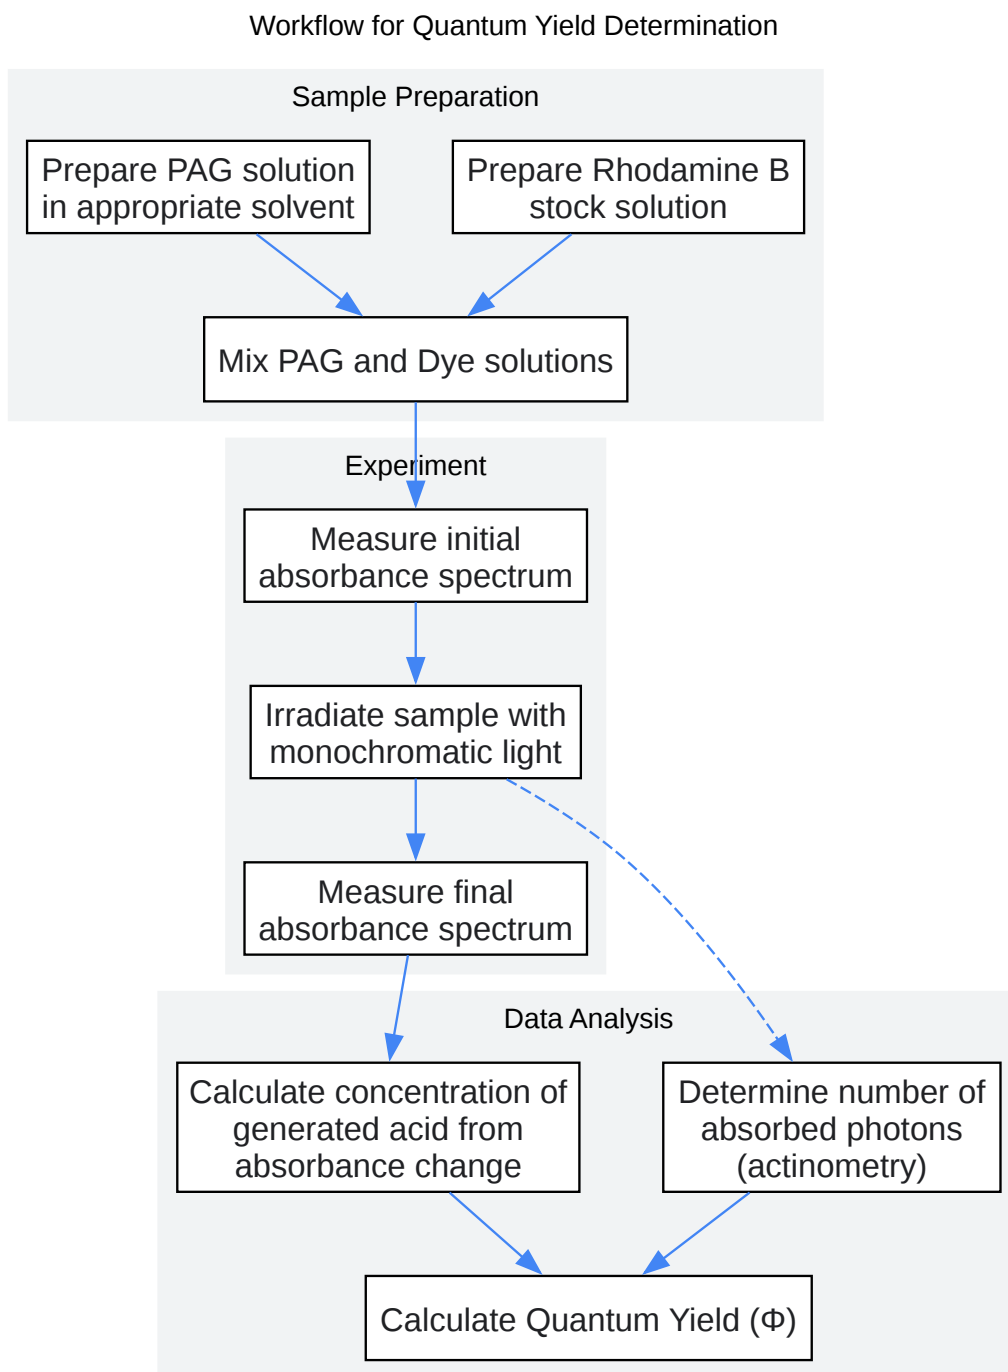 Workflow for Quantum Yield Determination
Sample Preparation
Prepare PAG solution
in appropriate solvent
Prepare Rhodamine B
stock solution
Mix PAG and Dye solutions
Experiment
Measure initial
absorbance spectrum
Irradiate sample with
monochromatic light
Measure final
absorbance spectrum
Data Analysis
Calculate concentration of
generated acid from
absorbance change
Determine number of
absorbed photons
(actinometry)
Calculate Quantum Yield (Φ)